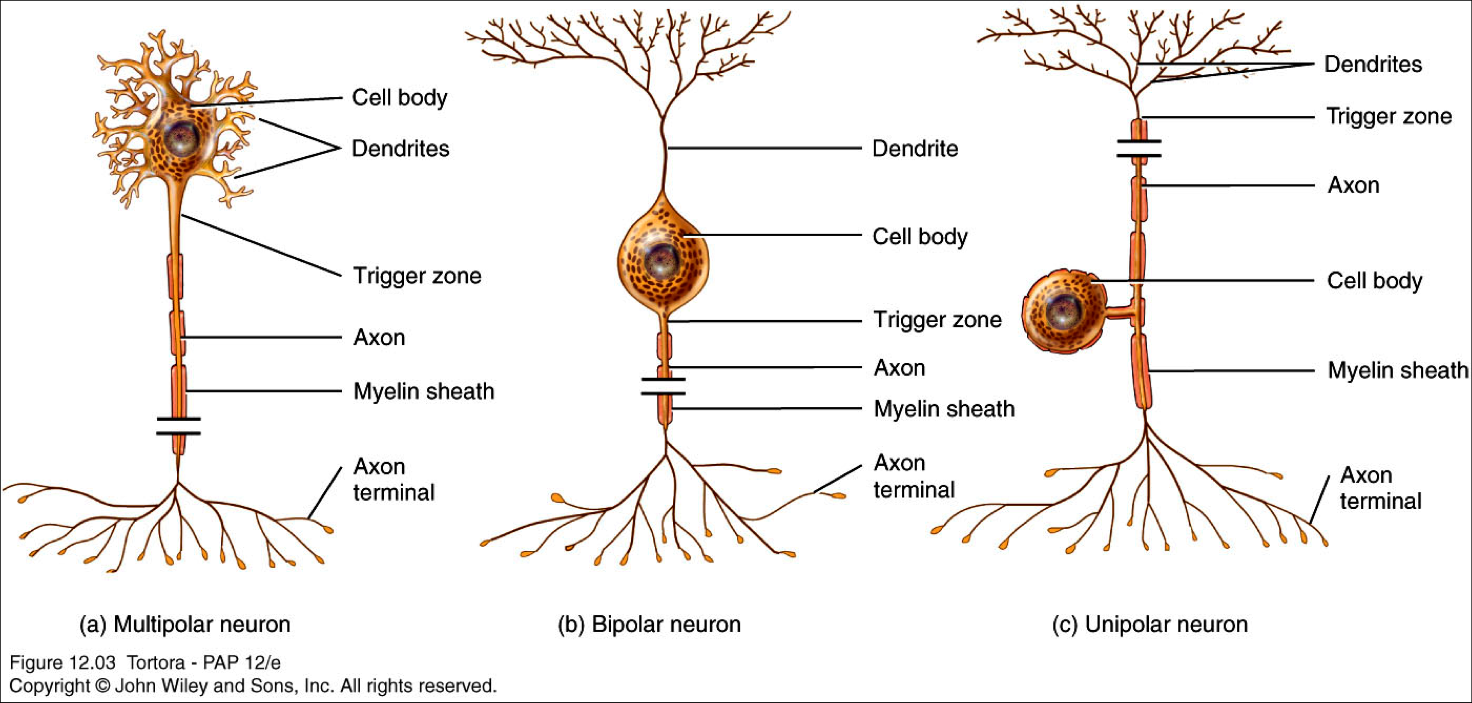 Cell body
Dendrites
Trigger zone
Axon
Myelin sheath
Axon
terminal
(a) Multipolar neuron
Dendrite
Cell body
Trigger zone
Axon
Myelin sheath
Axon
terminal
(b) Bipolar neuron
Dendrites
Trigger zone
Axon
Cell body
Myelin sheath
Axon
terminal
(c) Unipolar neuron
Figure 12.03 Tortora - PAP 12/e
Copyright © John Wiley and Sons, Inc. All rights reserved.